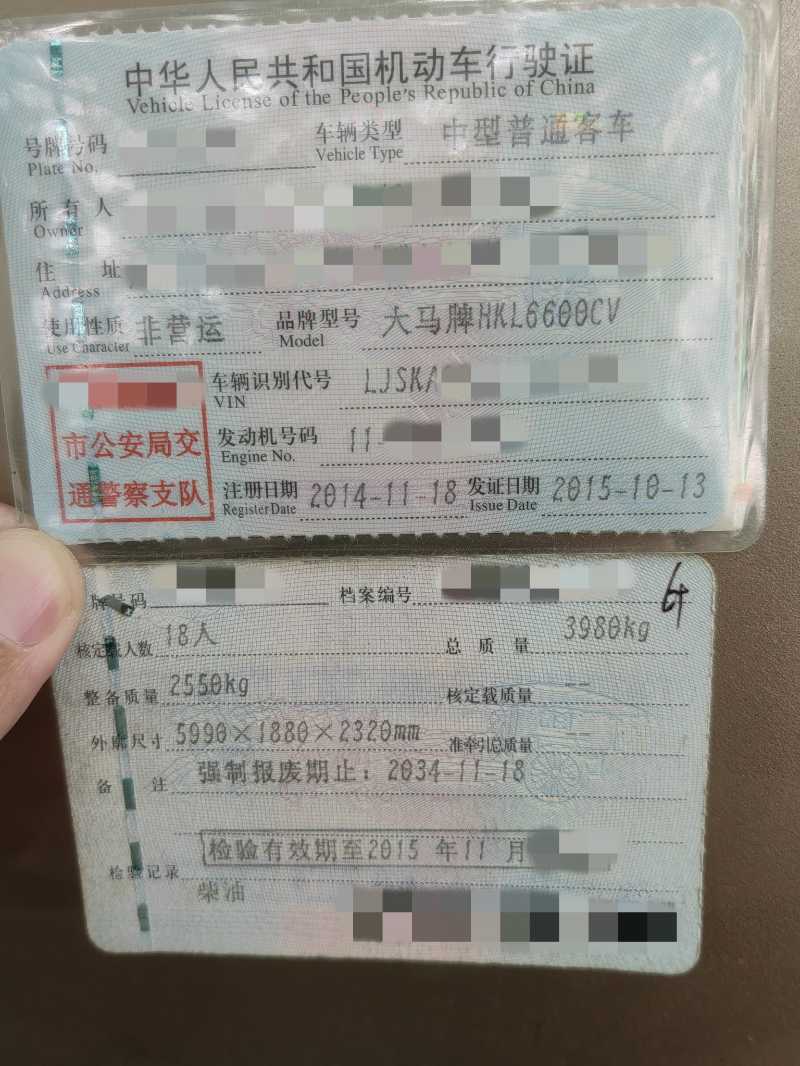 中华人民共和国机动车行驶证
Vehicle License of the People's Republic of China
号牌号码 车辆类型 中型普通客车
Plate No. Vehicle Type
所有人
Owner
住址
Address
使用性质 非营运 品牌型号 大马牌HKL6600CV
Use Character Model
车辆识别代号 LJSKA
VIN
市公安局交
通警察支队
发动机号码 11-
Engine No.
注册日期 2014-11-18 发证日期 2015-10-13
Register Date Issue Date
牌号码 档案编号
核定载人数 18人 总质量 3980kg
整备质量 2550kg 核定载质量 --
外廓尺寸 5990×1880×2320mm 准牵引总质量 --
备注 强制报废期止：2034-11-18
检验有效期至2015 年11 月
检验记录
柴油